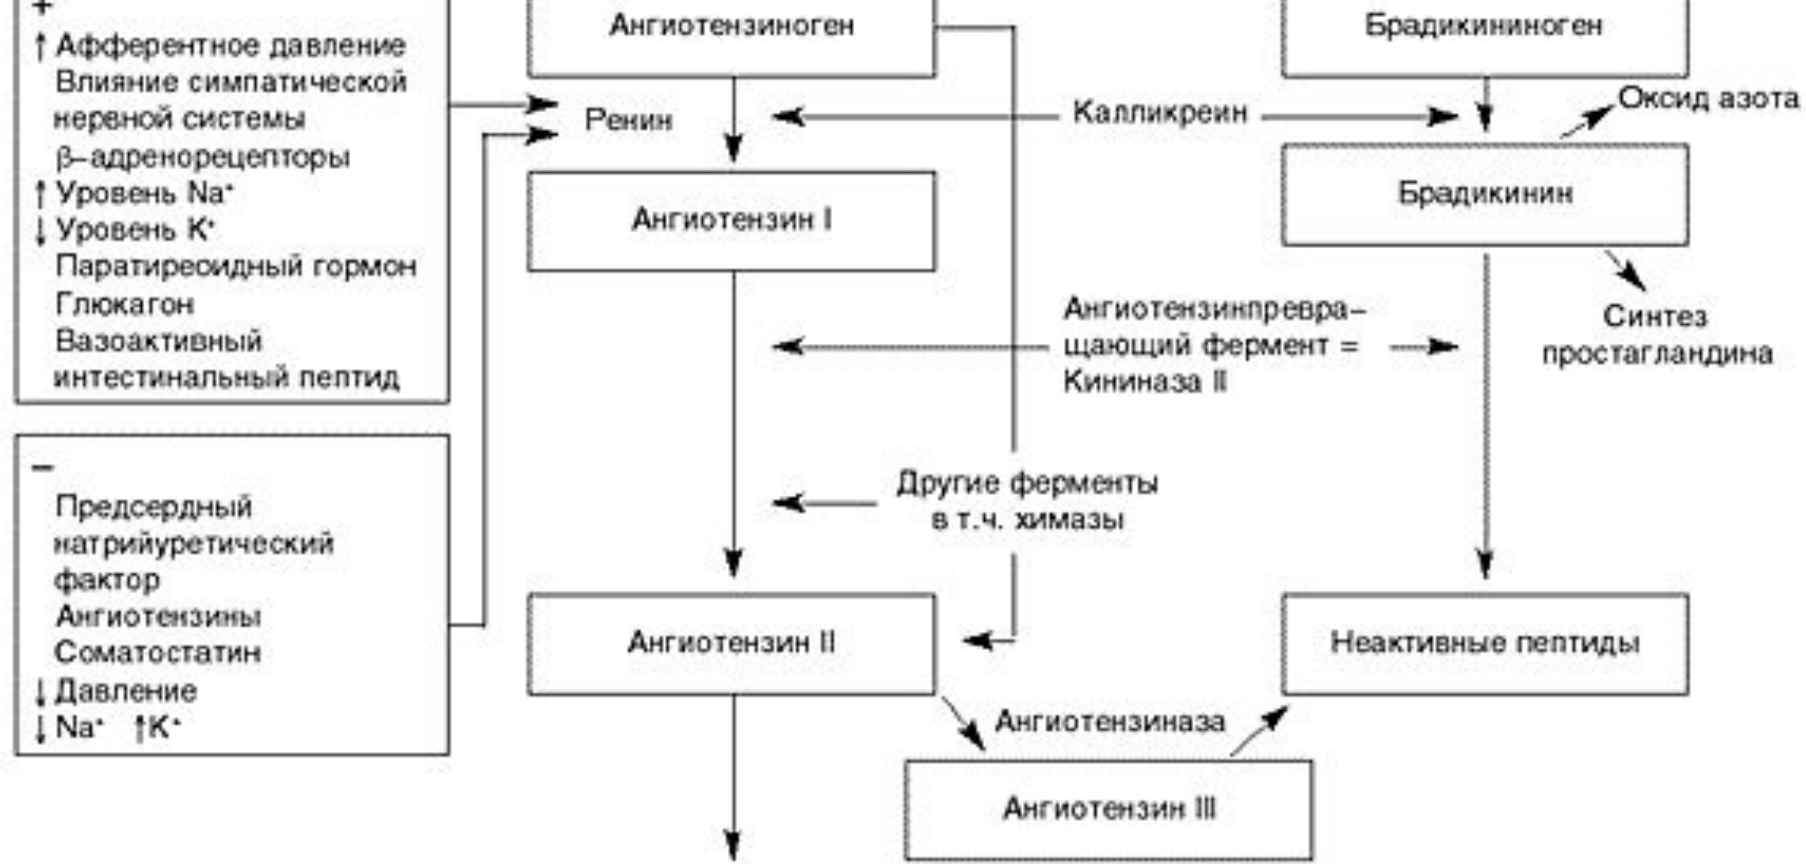 +
↑ Афферентное давление
Влияние симпатической
нервной системы
β–адренорецепторы
↑ Уровень Na⁺
↓ Уровень K⁺
Паратиреоидный гормон
Глюкагон
Вазоактивный
интестинальный пептид
–
Предсердный
натрийуретический
фактор
Ангиотензины
Соматостатин
↓ Давление
↓ Na⁺ ↑K⁺
Ангиотензиноген
Ренин
Ангиотензин I
Ангиотензин II
Калликреин
Ангиотензинпревра–
щающий фермент =
Кининаза II
Другие ферменты
в т.ч. химазы
Ангиотензиназа
Ангиотензин III
Брадикининоген
Оксид азота
Брадикинин
Синтез
простагландина
Неактивные пептиды